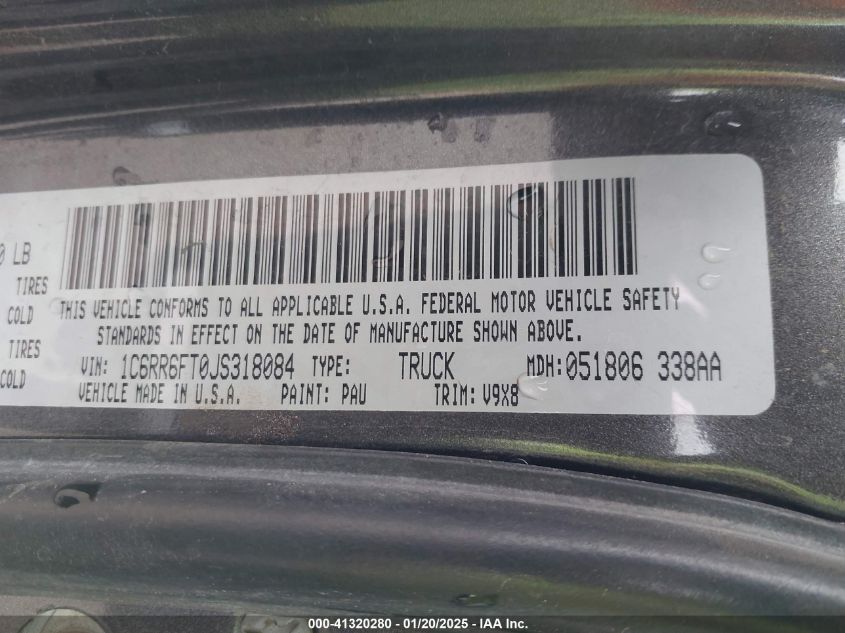 0 LB
TIRES
COLD
TIRES
COLD
THIS VEHICLE CONFORMS TO ALL APPLICABLE U.S.A. FEDERAL MOTOR VEHICLE SAFETY
STANDARDS IN EFFECT ON THE DATE OF MANUFACTURE SHOWN ABOVE.
VIN: 1C6RR6FT0JS318084 TYPE: TRUCK MDH:051806 338AA
VEHICLE MADE IN U.S.A. PAINT: PAU TRIM: V9X8
000-41320280 - 01/20/2025 - IAA Inc.